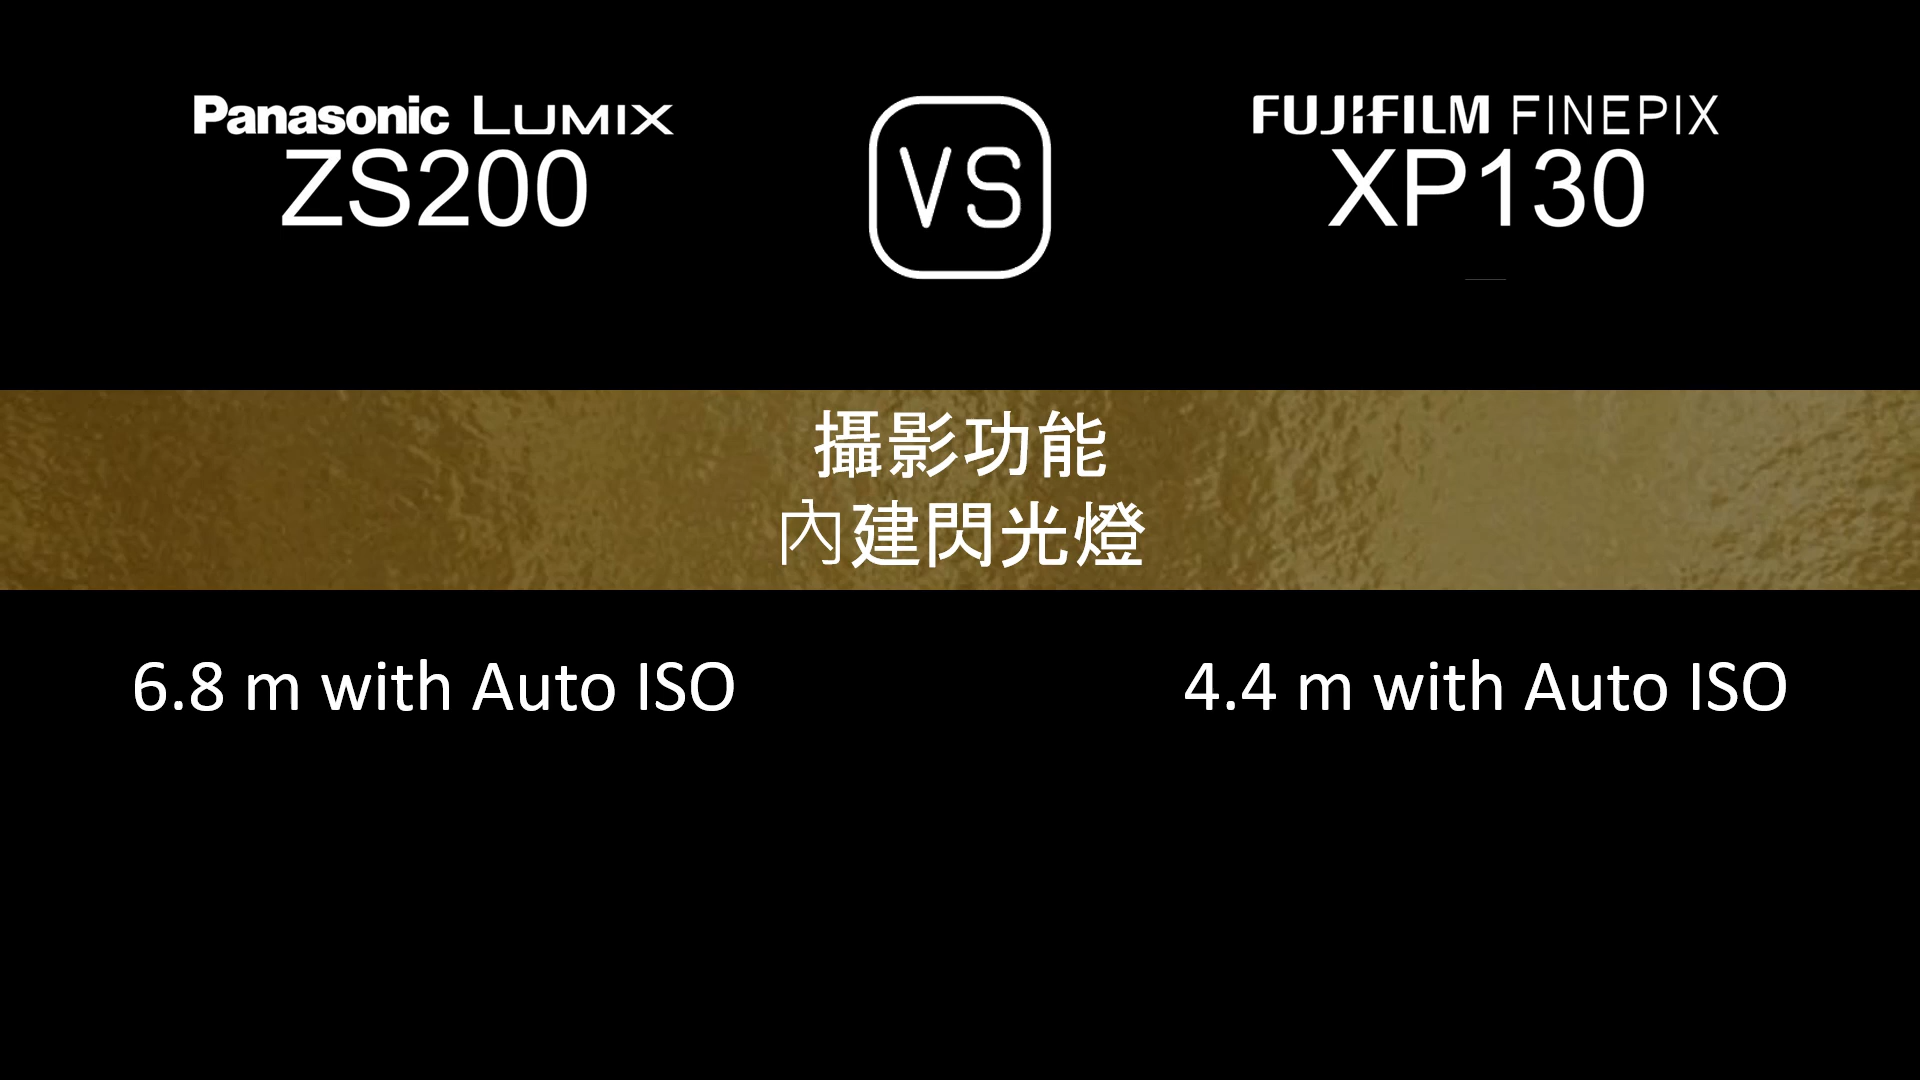 Panasonic LUMIX
ZS200
VS
FUJIFILM FINEPIX
XP130
攝影功能
內建閃光燈
6.8 m with Auto ISO
4.4 m with Auto ISO